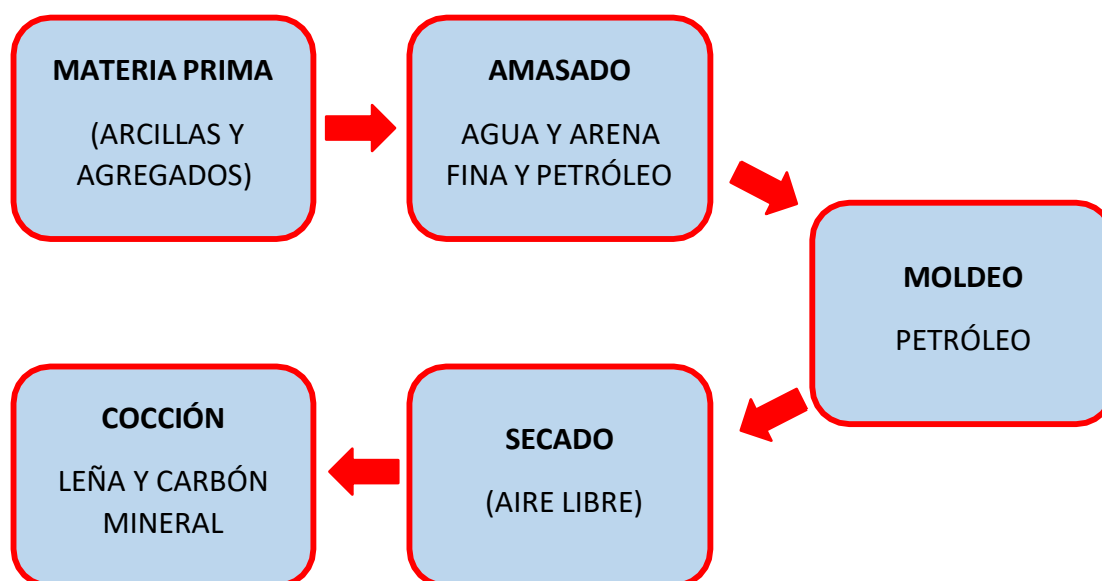 MATERIA PRIMA
(ARCILLAS Y
AGREGADOS)
AMASADO
AGUA Y ARENA
FINA Y PETRÓLEO
MOLDEO
PETRÓLEO
SECADO
(AIRE LIBRE)
COCCIÓN
LEÑA Y CARBÓN
MINERAL